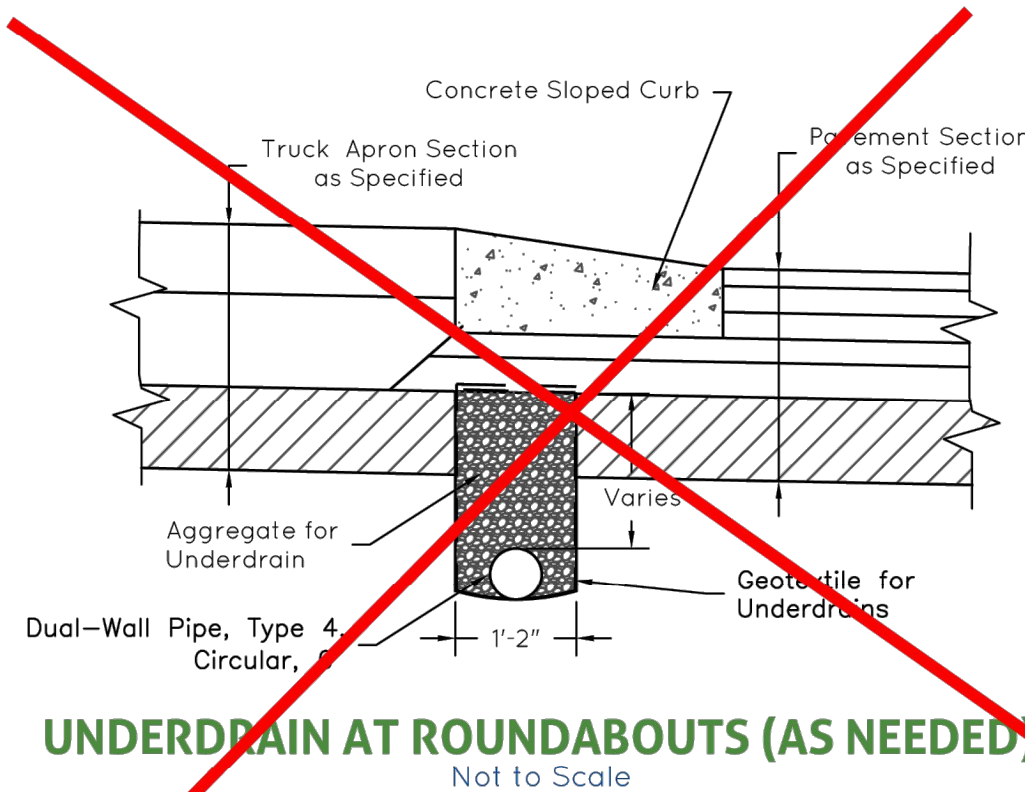 Concrete Sloped Curb
Truck Apron Section
as Specified
Pavement Section
as Specified
Varies
Aggregate for
Underdrain
Geotextile for
Underdrains
Dual-Wall Pipe, Type 4,
Circular,
1'-2"
UNDERDRAIN AT ROUNDABOUTS (AS NEEDED)
Not to Scale